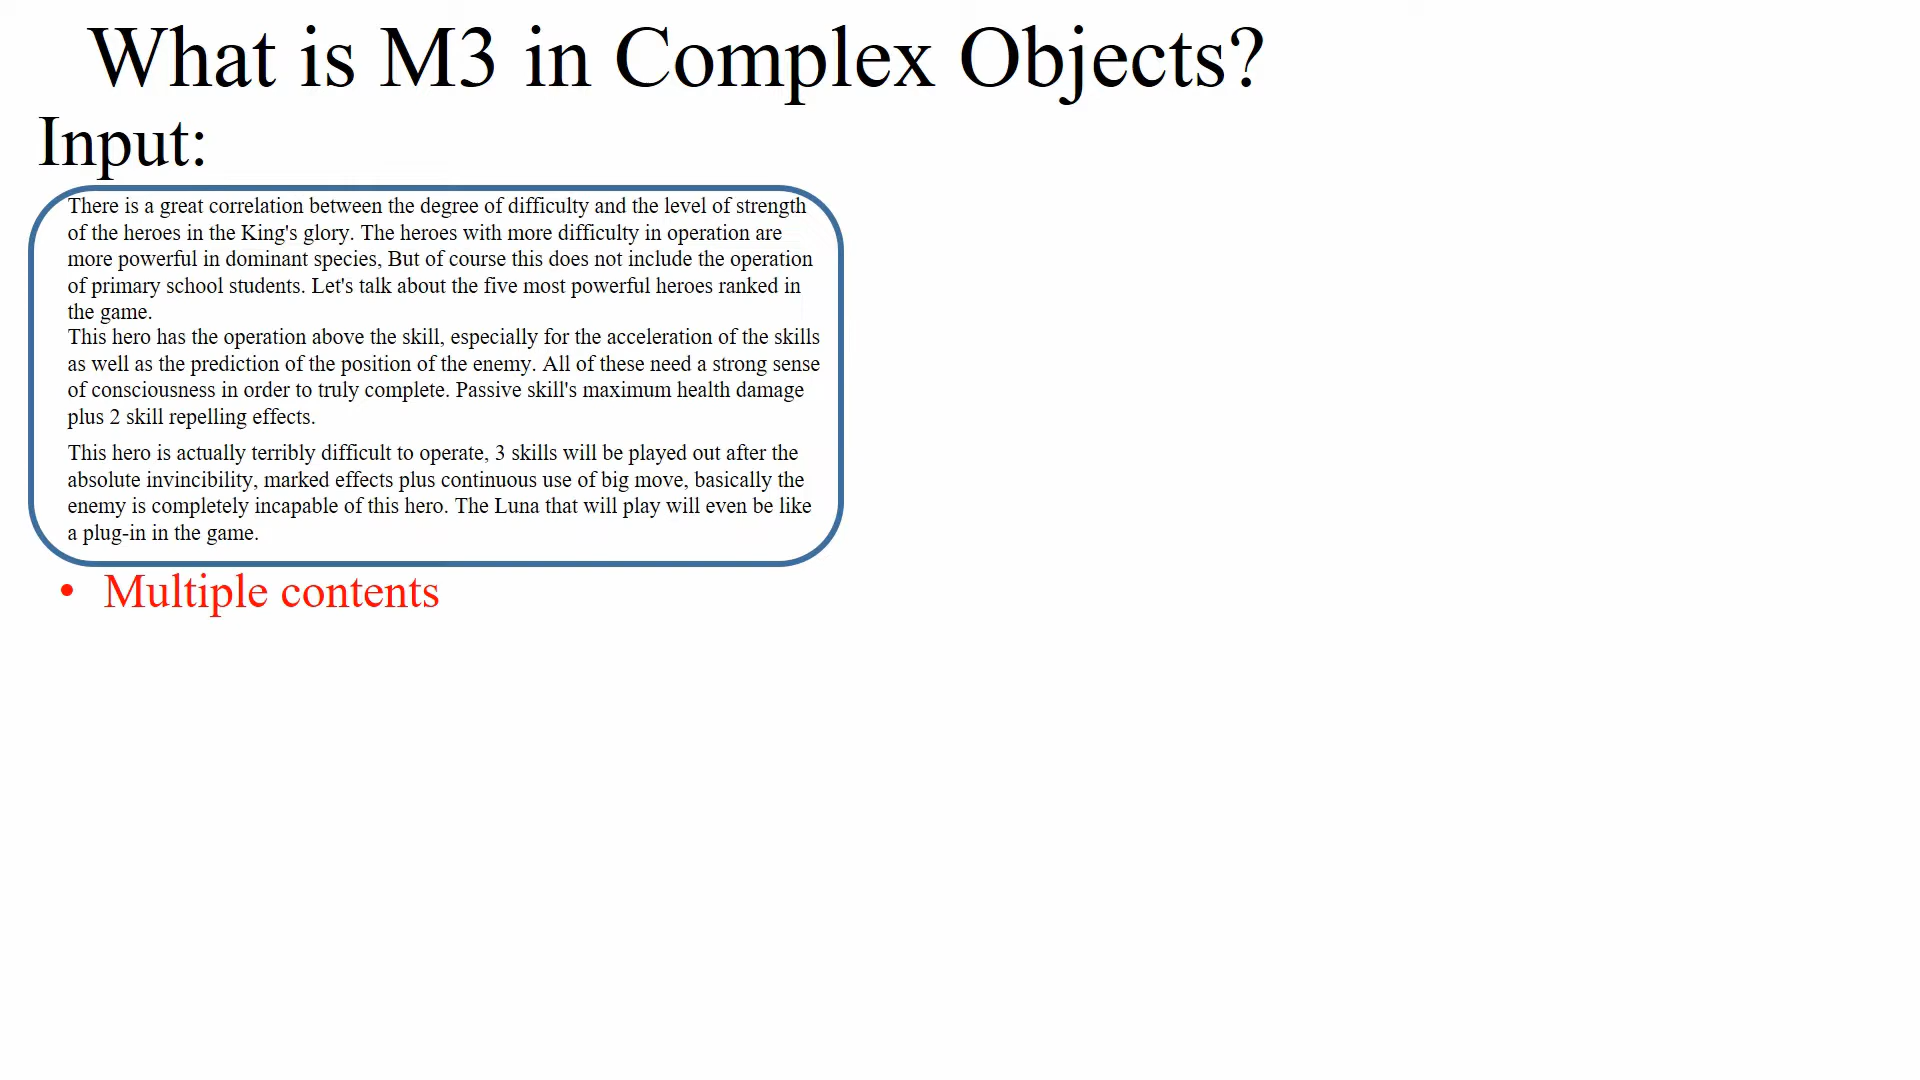 What is M3 in Complex Objects?
Input:
There is a great correlation between the degree of difficulty and the level of strength
of the heroes in the King's glory. The heroes with more difficulty in operation are
more powerful in dominant species, But of course this does not include the operation
of primary school students. Let's talk about the five most powerful heroes ranked in
the game.
This hero has the operation above the skill, especially for the acceleration of the skills
as well as the prediction of the position of the enemy. All of these need a strong sense
of consciousness in order to truly complete. Passive skill's maximum health damage
plus 2 skill repelling effects.
This hero is actually terribly difficult to operate, 3 skills will be played out after the
absolute invincibility, marked effects plus continuous use of big move, basically the
enemy is completely incapable of this hero. The Luna that will play will even be like
a plug-in in the game.
• Multiple contents